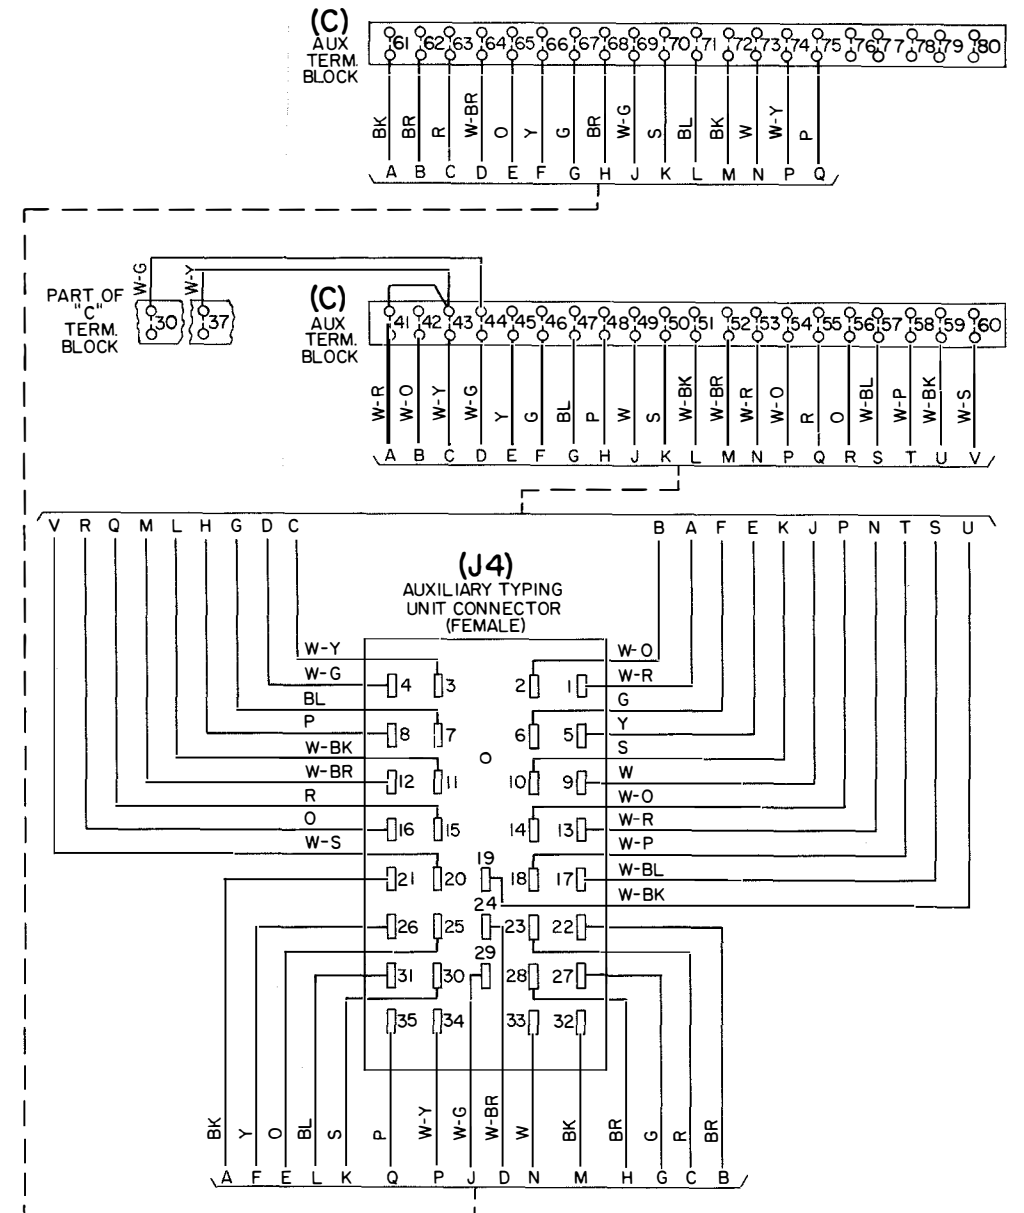 (C)
AUX
TERM.
BLOCK
61 62 63 64 65 66 67 68 69 70 71 72 73 74 75 76 77 78 79 80
BK BR R W-BR O Y G BR W-G S BL BK W W-Y P
A B C D E F G H J K L M N P Q
W-G W-Y
PART OF
"C"
TERM.
BLOCK
30 37
(C)
AUX
TERM.
BLOCK
41 42 43 44 45 46 47 48 49 50 51 52 53 54 55 56 57 58 59 60
W-R W-O W-Y W-G Y G BL P W S W-BK W-BR W-R W-O R O W-BL W-P W-BK W-S
A B C D E F G H J K L M N P Q R S T U V
V R Q M L H G D C B A F E K J P N T S U
(J4)
AUXILIARY TYPING
UNIT CONNECTOR
(FEMALE)
W-Y W-O
W-G 4 3 2 1 W-R
BL G
P 8 7 6 5 Y
W-BK S
W-BR 12 11 10 9 W
R W-O
O 16 15 14 13 W-R
W-S W-P
19
21 20 18 17 W-BL
W-BK
24
26 25 23 22
29
31 30 28 27
35 34 33 32
BK Y O BL S P W-Y W-G W-BR W BK BR G R BR
A F E L K Q P J D N M H G C B